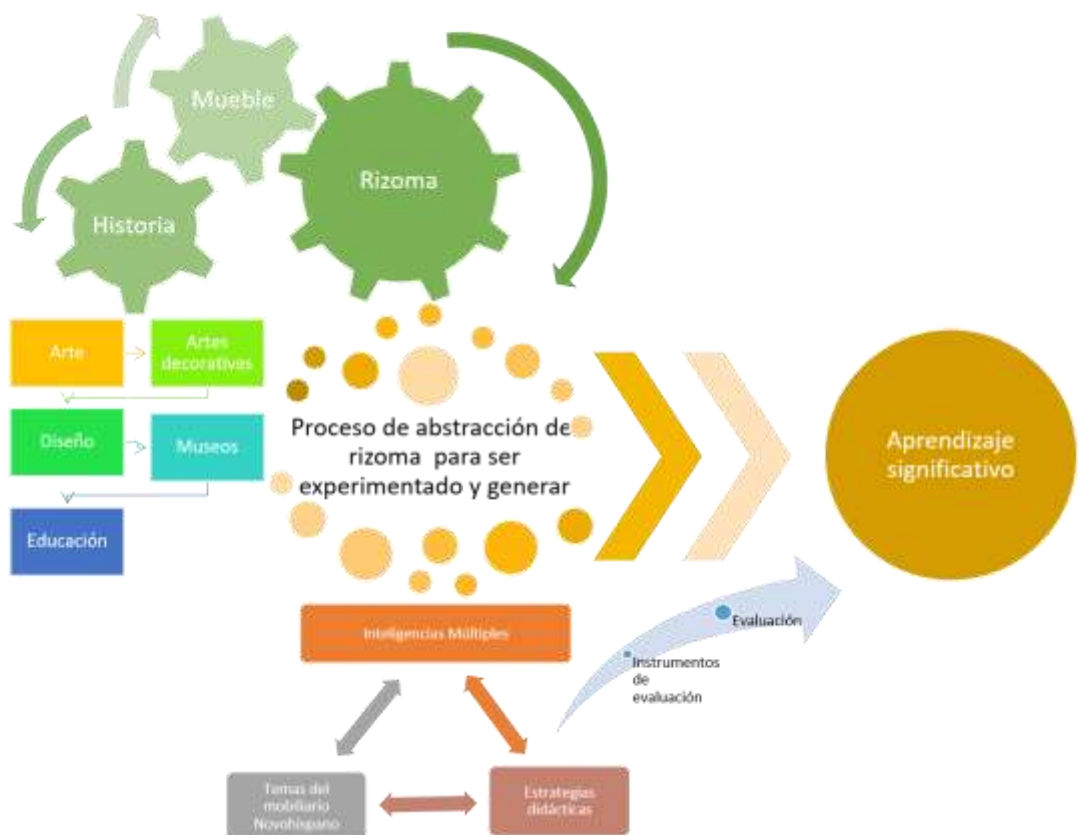 Mueble
Rizoma
Historia
Arte
Artes
decorativas
Diseño
Museos
Educación
Proceso de abstracción de
rizoma para ser
experimentado y generar
Aprendizaje
significativo
Evaluación
Instrumentos
de
evaluación
Inteligencias Múltiples
Temas del
mobiliario
Novohispano
Estrategias
didácticas